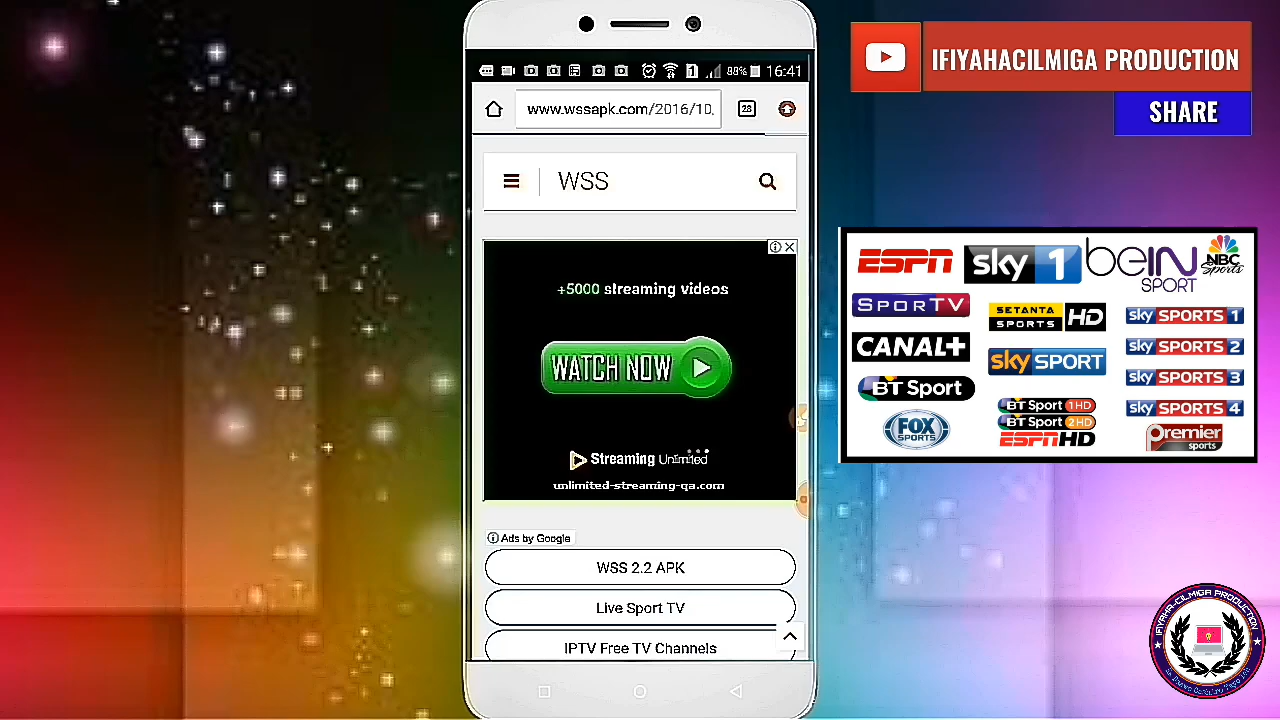 IFIYAHACILMIGA PRODUCTION
SHARE
88% 16:41
www.wssapk.com/2016/10.
28
WSS
+5000 streaming videos
WATCH NOW
Streaming Unlimited
unlimited-streaming-qa.com
Ads by Google
WSS 2.2 APK
Live Sport TV
IPTV Free TV Channels
ESPN
sky 1
beIN
SPORT
NBC
Sports
SPORTV
SETANTA
SPORTS HD
sky SPORTS 1
CANAL+
sky SPORT
sky SPORTS 2
BT Sport
sky SPORTS 3
FOX
SPORTS
BT Sport 1HD
BT Sport 2HD
ESPN HD
sky SPORTS 4
Premier
sports
IFIYAHA-CILMIGA PRODUCTION